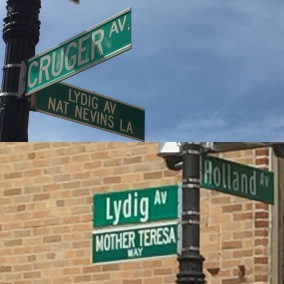 CRUGER AV.
LYDIG AV
NAT NEVINS LA
Holland AV
Lydig AV
MOTHER TERESA
WAY